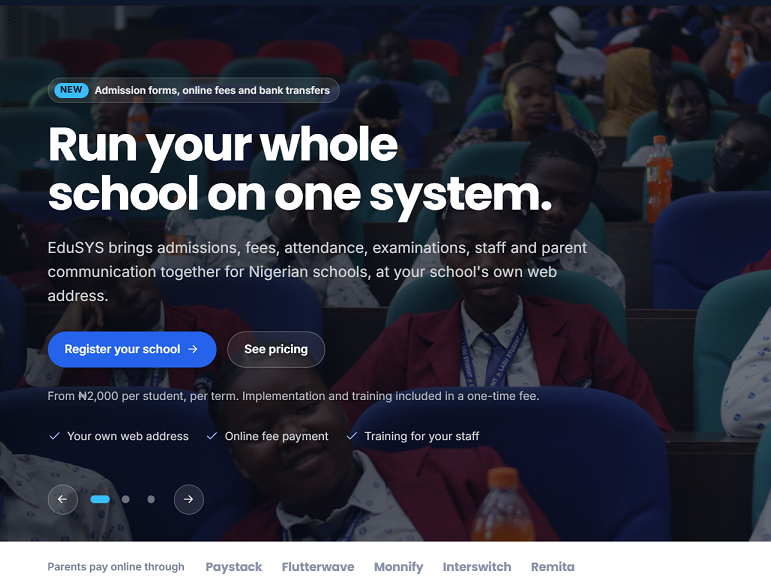 NEW Admission forms, online fees and bank transfers
Run your whole
school on one system.
EduSYS brings admissions, fees, attendance, examinations, staff and parent
communication together for Nigerian schools, at your school's own web
address.
Register your school → See pricing
From ₦2,000 per student, per term. Implementation and training included in a one-time fee.
✓ Your own web address ✓ Online fee payment ✓ Training for your staff
Parents pay online through Paystack Flutterwave Monnify Interswitch Remita